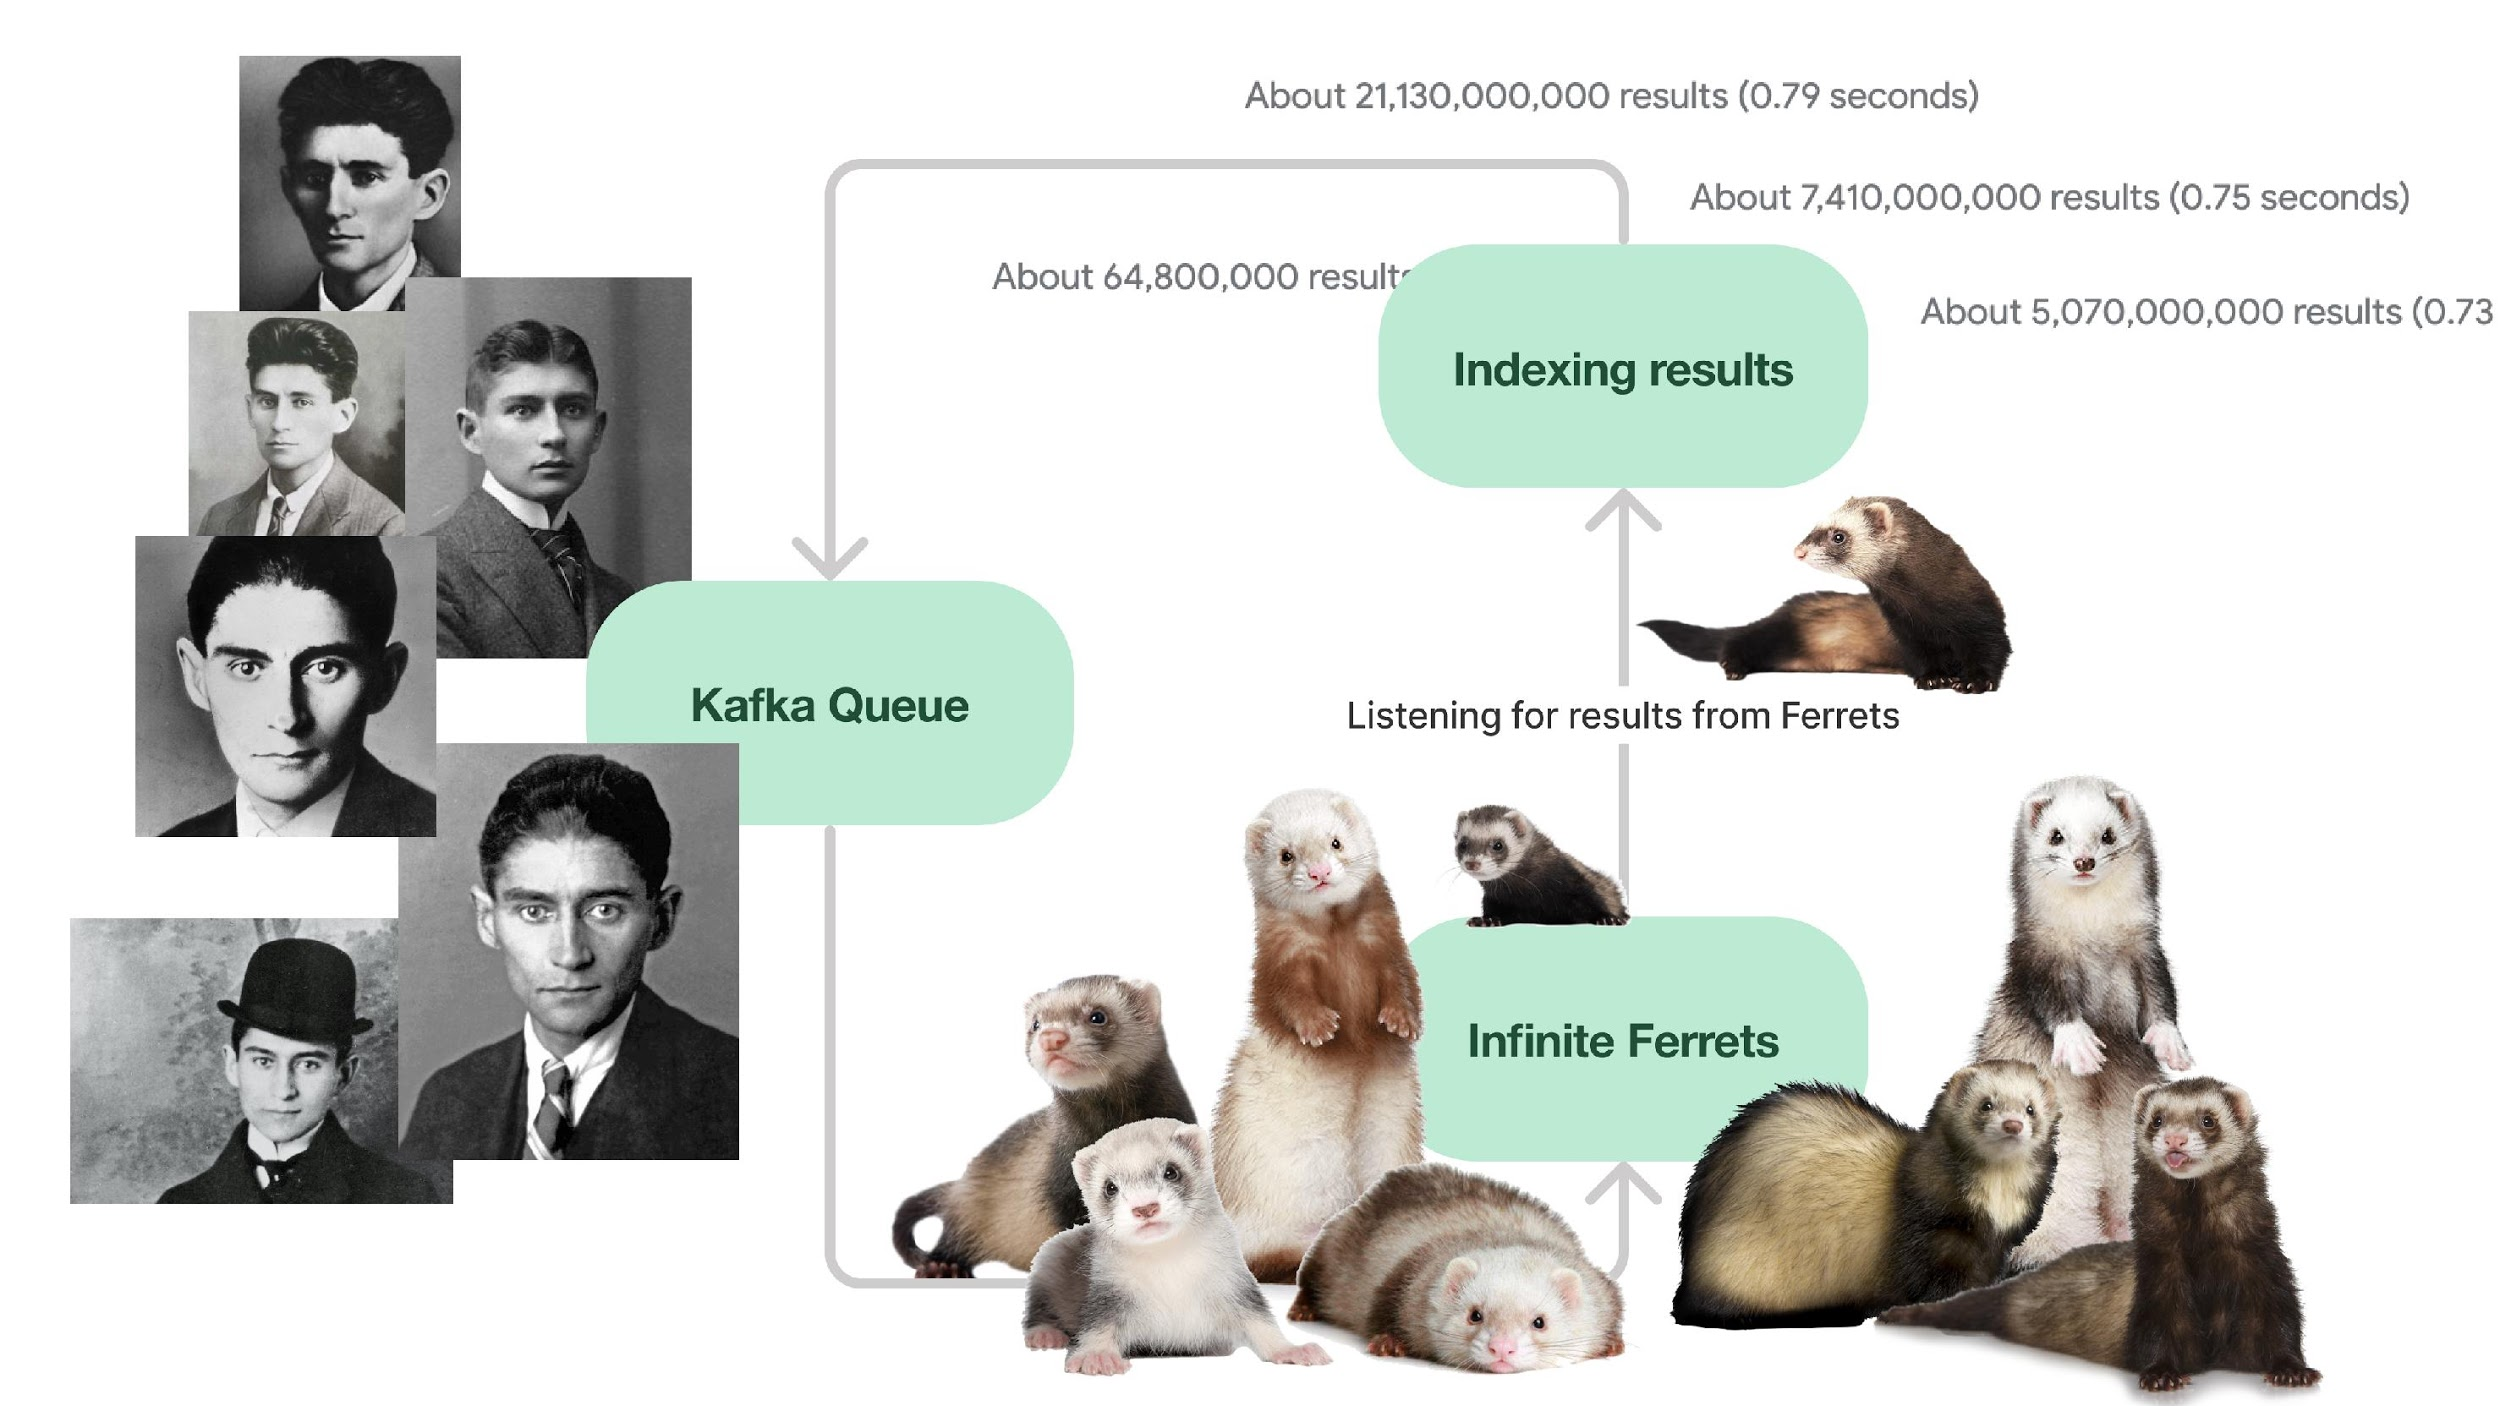 About 21,130,000,000 results (0.79 seconds)
About 7,410,000,000 results (0.75 seconds)
About 64,800,000 results
About 5,070,000,000 results (0.73
Indexing results
Kafka Queue
Listening for results from Ferrets
Infinite Ferrets